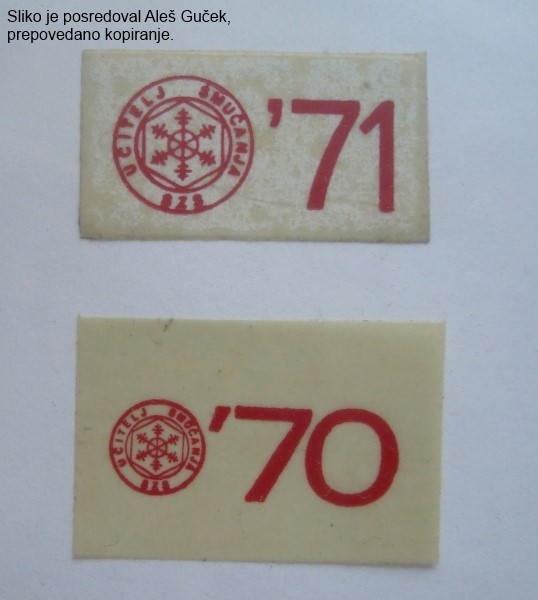 Sliko je posredoval Aleš Guček,
prepovedano kopiranje.
UČITELJ SMUČANJA
SZS
'71
UČITELJ SMUČANJA
SZS
'70